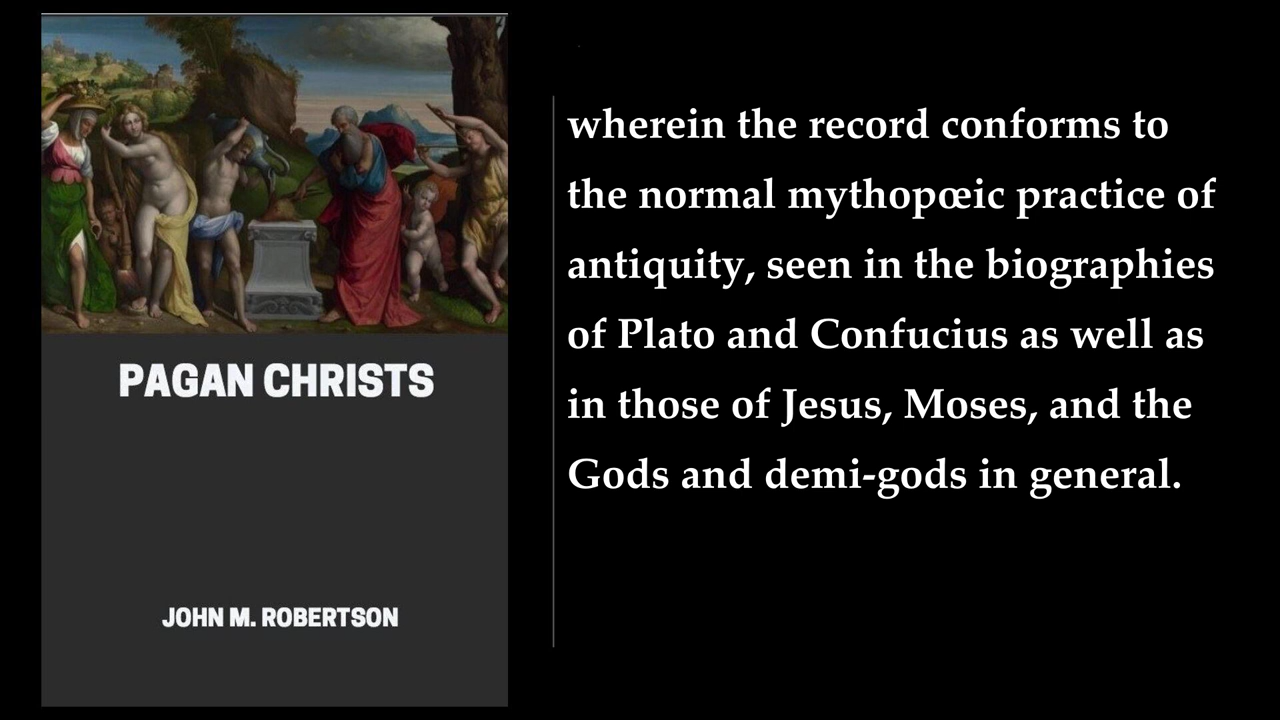 PAGAN CHRISTS
JOHN M. ROBERTSON
wherein the record conforms to
the normal mythopœic practice of
antiquity, seen in the biographies
of Plato and Confucius as well as
in those of Jesus, Moses, and the
Gods and demi-gods in general.